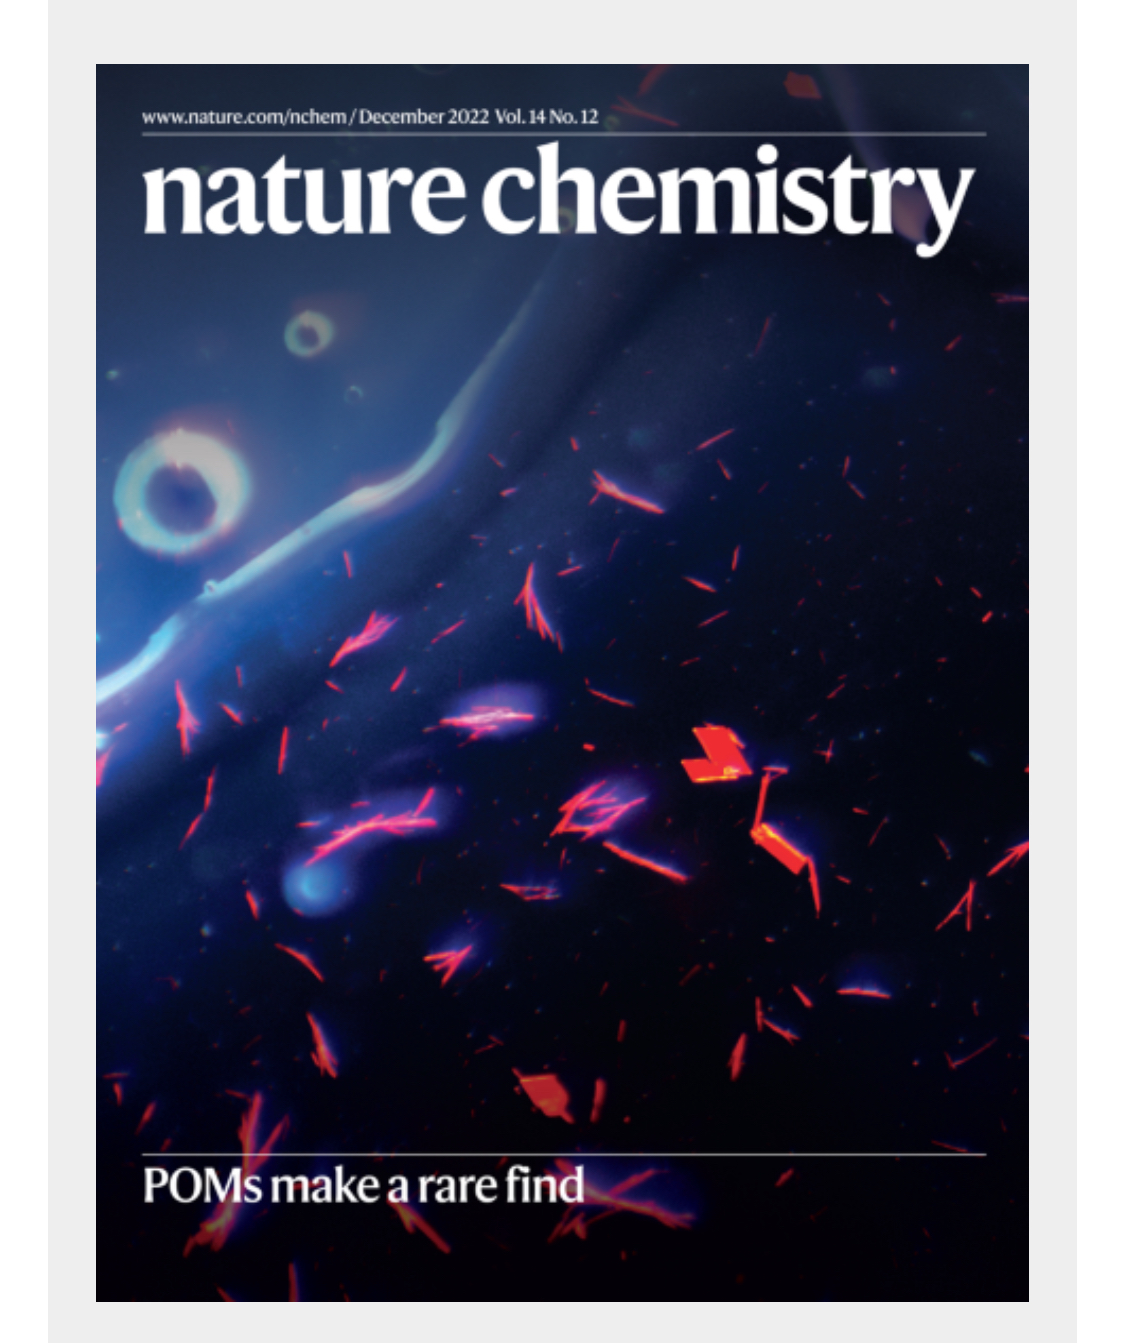 www.nature.com/nchem / December 2022 Vol. 14 No. 12
nature chemistry
POMs make a rare find